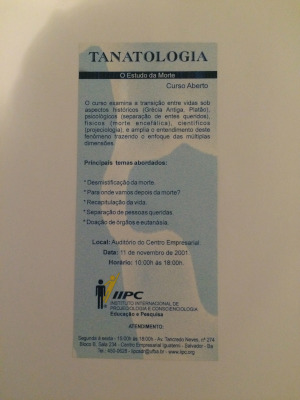 TANATOLOGIA
O Estudo da Morte
Curso Aberto
O curso examina a transição entre vidas sob
aspectos históricos (Grécia Antiga, Platão),
psicológicos (separação de entes queridos),
físicos (morte encefálica), científicos
(projeciologia), e amplia o entendimento deste
fenômeno trazendo o enfoque das múltiplas
dimensões.
Principais temas abordados:
* Desmistificação da morte.
* Para onde vamos depois da morte?
* Recapitulação da vida.
* Separação de pessoas queridas.
* Doação de órgãos e eutanásia.
Local: Auditório do Centro Empresarial
Data: 11 de novembro de 2001
Horário: 10:00h às 18:00h.
IIPC
INSTITUTO INTERNACIONAL DE
PROJECIOLOGIA E CONSCIENCIOLOGIA
Educação e Pesquisa
ATENDIMENTO:
Segunda à sexta - 10:00h às 18:00h - Av. Tancredo Neves, nº 274
Bloco B, Sala 234 - Centro Empresarial Iguatemi - Salvador - Ba
www.iipc.org